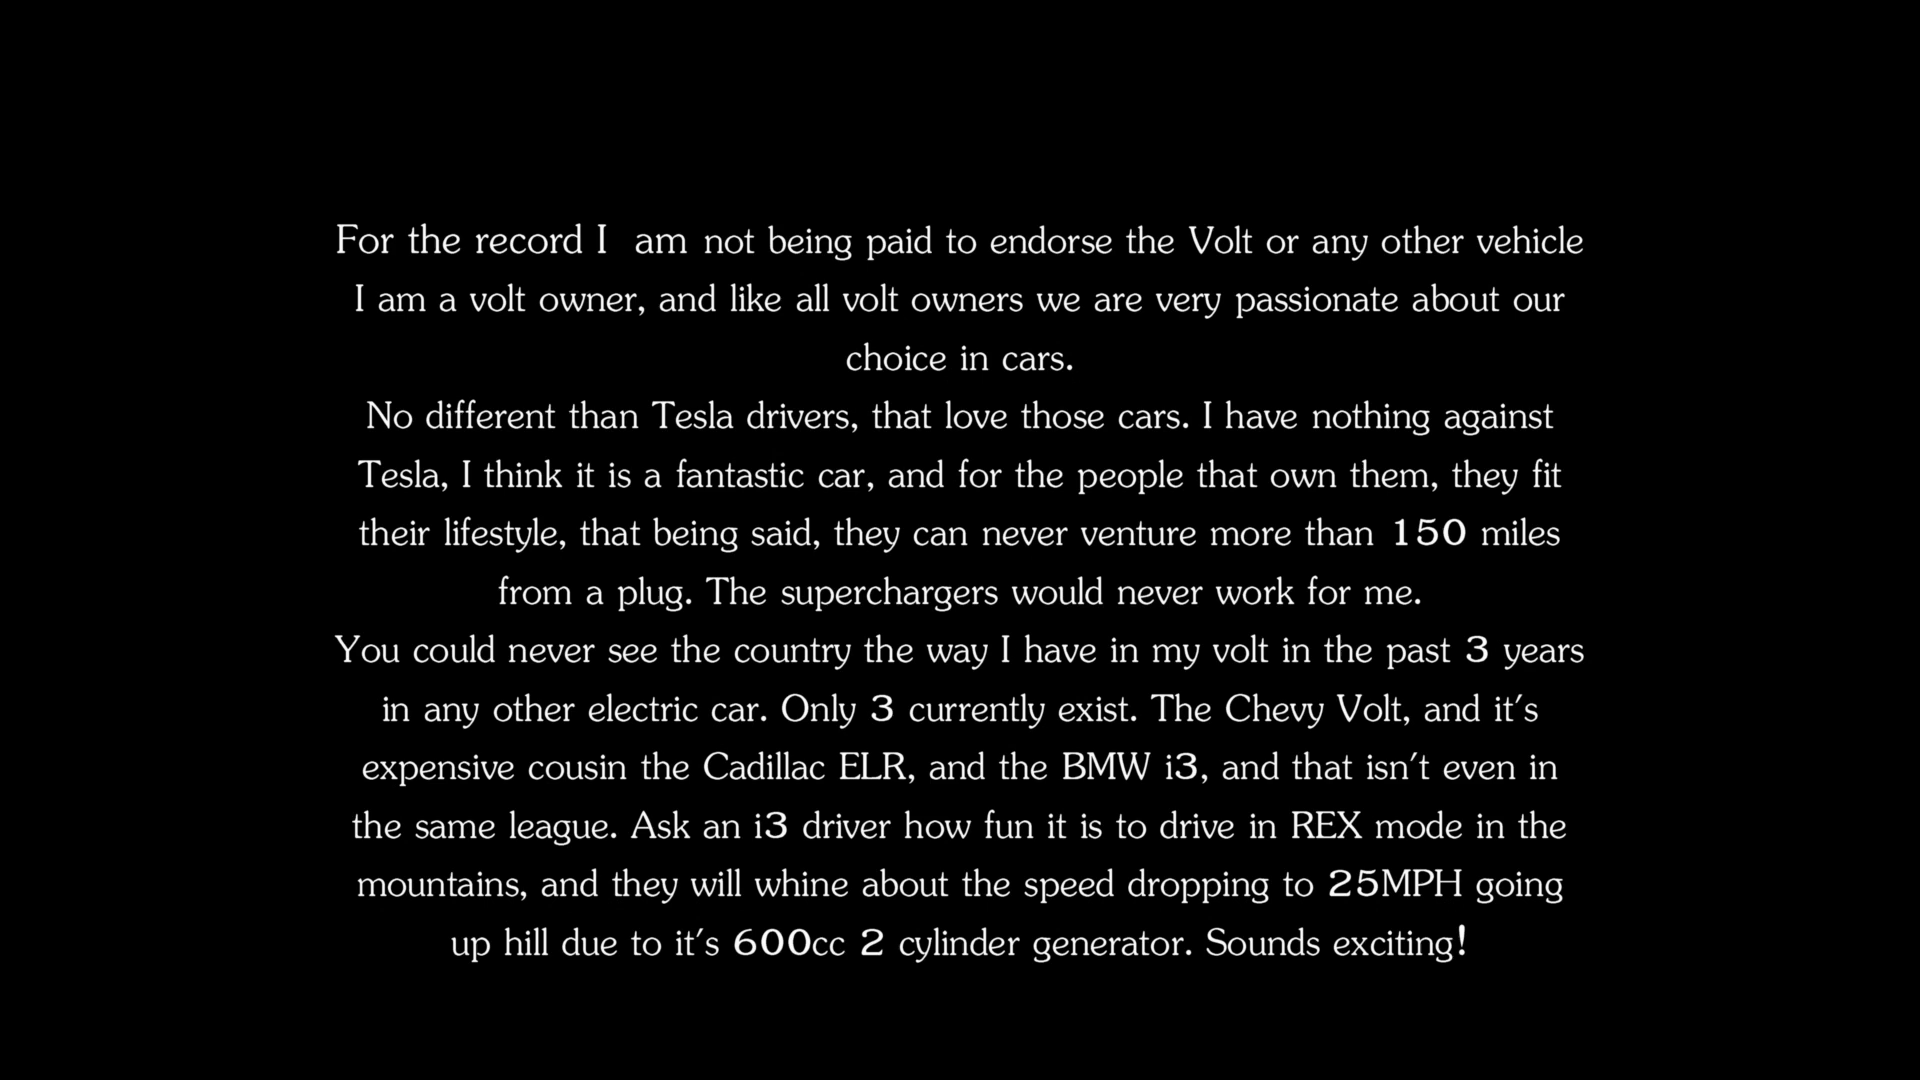 For the record I  am not being paid to endorse the Volt or any other vehicle
I am a volt owner, and like all volt owners we are very passionate about our
choice in cars.
No different than Tesla drivers, that love those cars. I have nothing against
Tesla, I think it is a fantastic car, and for the people that own them, they fit
their lifestyle, that being said, they can never venture more than 150 miles
from a plug. The superchargers would never work for me.
You could never see the country the way I have in my volt in the past 3 years
in any other electric car. Only 3 currently exist. The Chevy Volt, and it's
expensive cousin the Cadillac ELR, and the BMW i3, and that isn't even in
the same league. Ask an i3 driver how fun it is to drive in REX mode in the
mountains, and they will whine about the speed dropping to 25MPH going
up hill due to it's 600cc 2 cylinder generator. Sounds exciting!